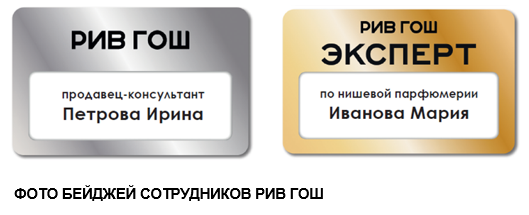 РИВ ГОШ
продавец-консультант
Петрова Ирина
РИВ ГОШ
ЭКСПЕРТ
по нишевой парфюмерии
Иванова Мария
ФОТО БЕЙДЖЕЙ СОТРУДНИКОВ РИВ ГОШ